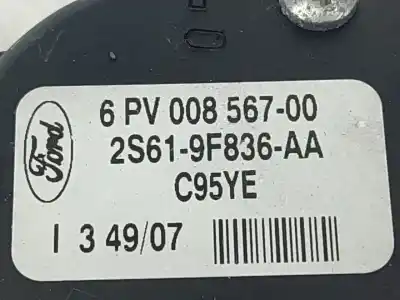 Ford
6 PV 008 567-00
2S61-9F836-AA
C95YE
I 3 49/07